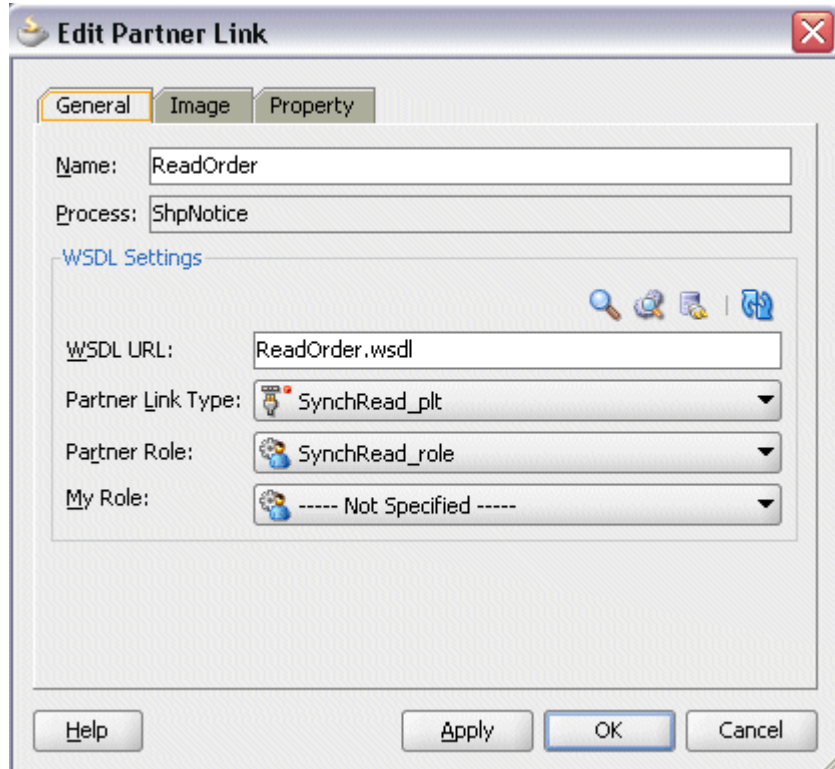 Edit Partner Link
General Image Property
Name: ReadOrder
Process: ShpNotice
WSDL Settings
WSDL URL: ReadOrder.wsdl
Partner Link Type: SynchRead_plt
Partner Role: SynchRead_role
My Role: ----- Not Specified -----
Help Apply OK Cancel